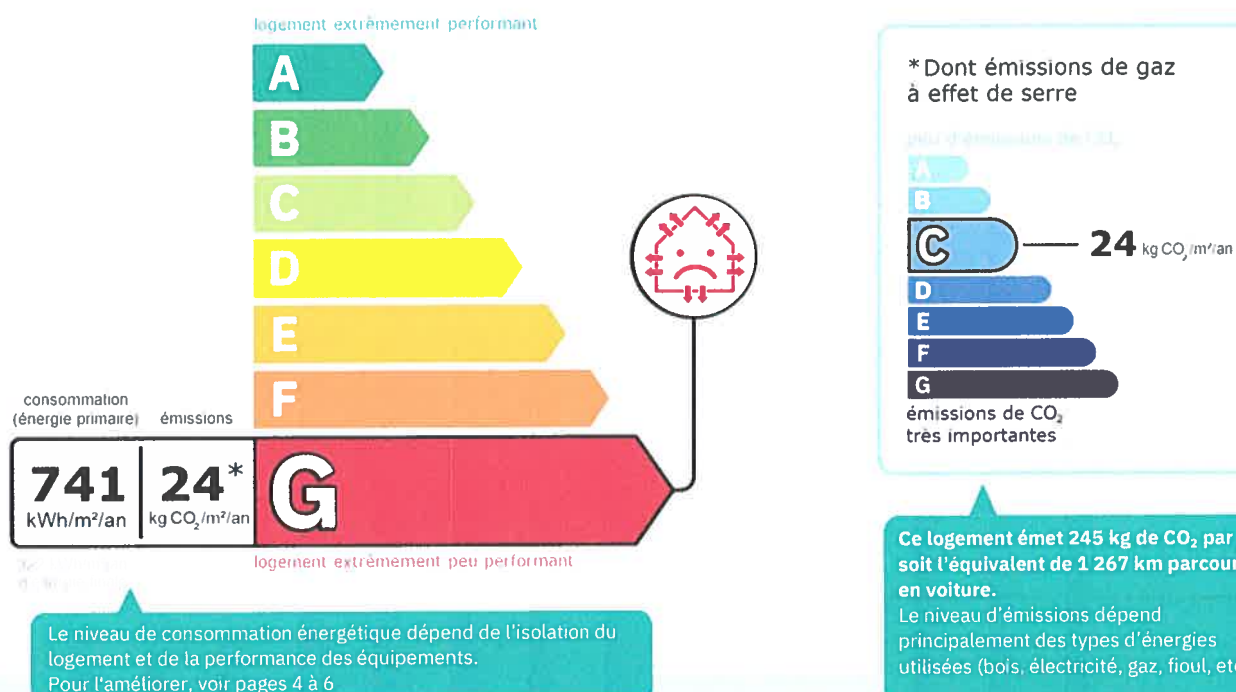 logement extrêmement performant
A
B
C
D
E
F
consommation
(énergie primaire)
émissions
741
kWh/m²/an
24*
kg CO₂/m²/an
G
logement extrêmement peu performant
Le niveau de consommation énergétique dépend de l'isolation du
logement et de la performance des équipements.
Pour l'améliorer, voir pages 4 à 6
*Dont émissions de gaz
à effet de serre
peu d'émissions de CO₂
A
B
C
24 kg CO₂/m²/an
D
E
F
G
émissions de CO₂
très importantes
Ce logement émet 245 kg de CO₂ par
soit l'équivalent de 1 267 km
en voiture.
Le niveau d'émissions dépend
principalement des types d'énergies
utilisées (bois, électricité, gaz, fioul,